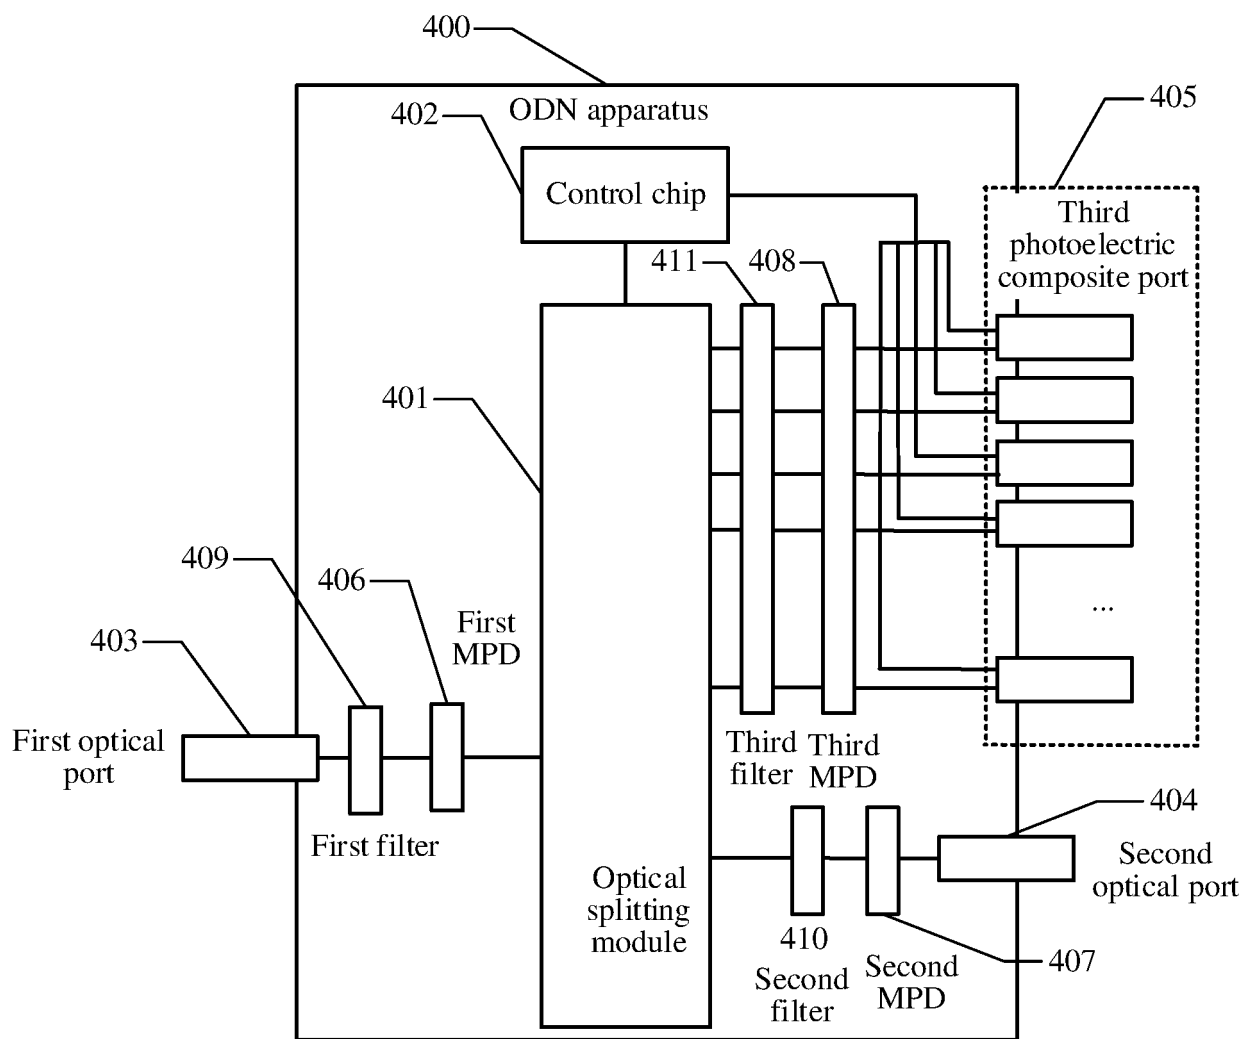 400
ODN apparatus
402
405
Control chip
Third
photoelectric
composite port
411
408
401
409
406
First
MPD
...
403
First optical
port
Third
filter
Third
MPD
404
First filter
Second
optical port
Optical
splitting
module
410
Second
filter
Second
MPD
407